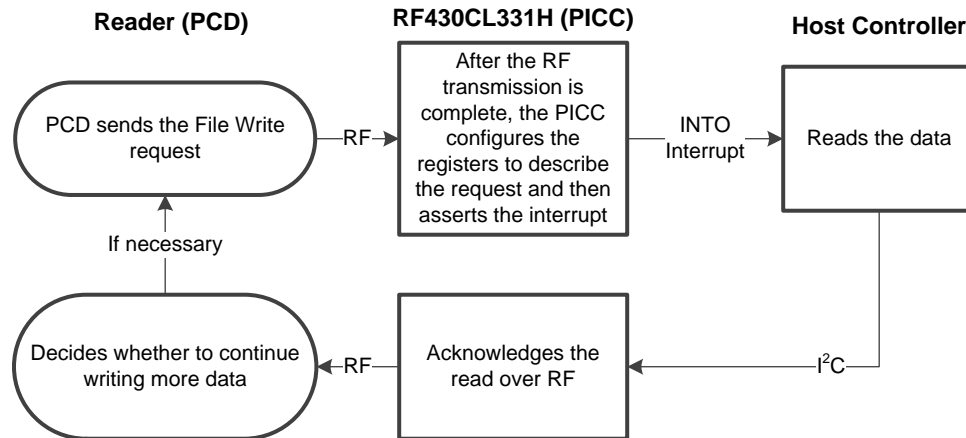 Reader (PCD)
RF430CL331H (PICC)
Host Controller
PCD sends the File Write
request
RF
After the RF
transmission is
complete, the PICC
configures the
registers to describe
the request and then
asserts the interrupt
INTO
Interrupt
Reads the data
If necessary
Decides whether to continue
writing more data
RF
Acknowledges the
read over RF
I²C